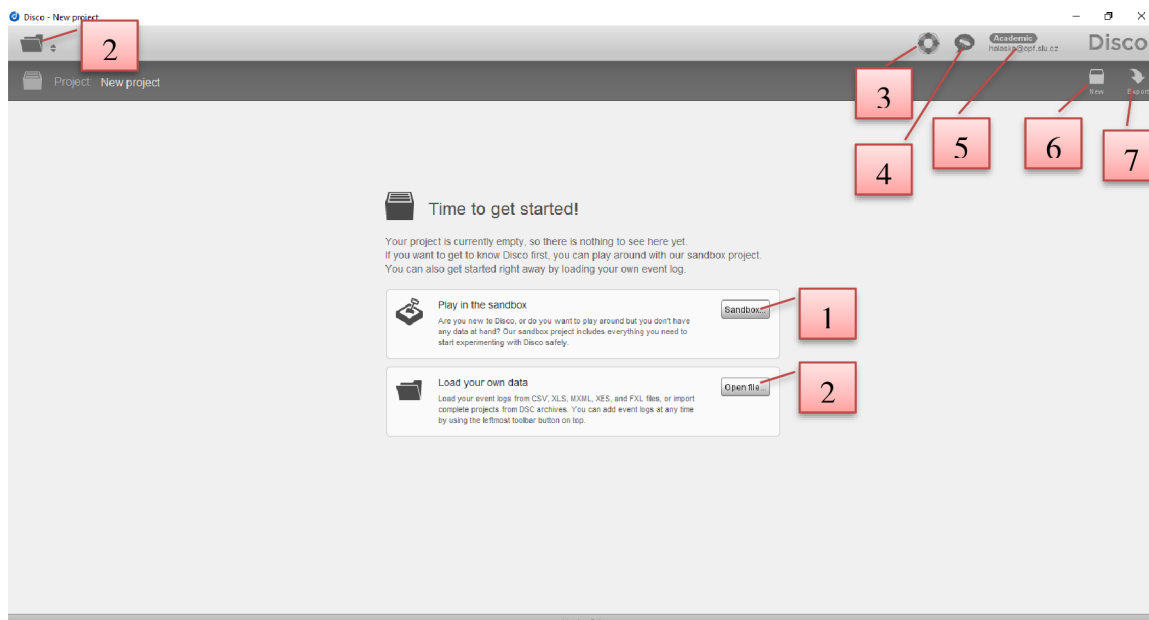 Disco - New project
2
Academic
Disco
Project: New project
3
4
5
New
Export
6
7
Time to get started!
Your project is currently empty, so there is nothing to see here yet.
If you want to get to know Disco first, you can play around with our sandbox project.
You can also get started right away by loading your own event log.
Play in the sandbox
Are you new to Disco, or do you want to play around but you don't have
any data at hand? Our sandbox project includes everything you need to
start experimenting with Disco safely.
Sandbox...
1
Load your own data
Load your event logs from CSV, XLS, MXML, XES, and FXL files, or import
complete projects from DSC archives. You can add event logs at any time
by using the leftmost toolbar button on top.
Open file...
2